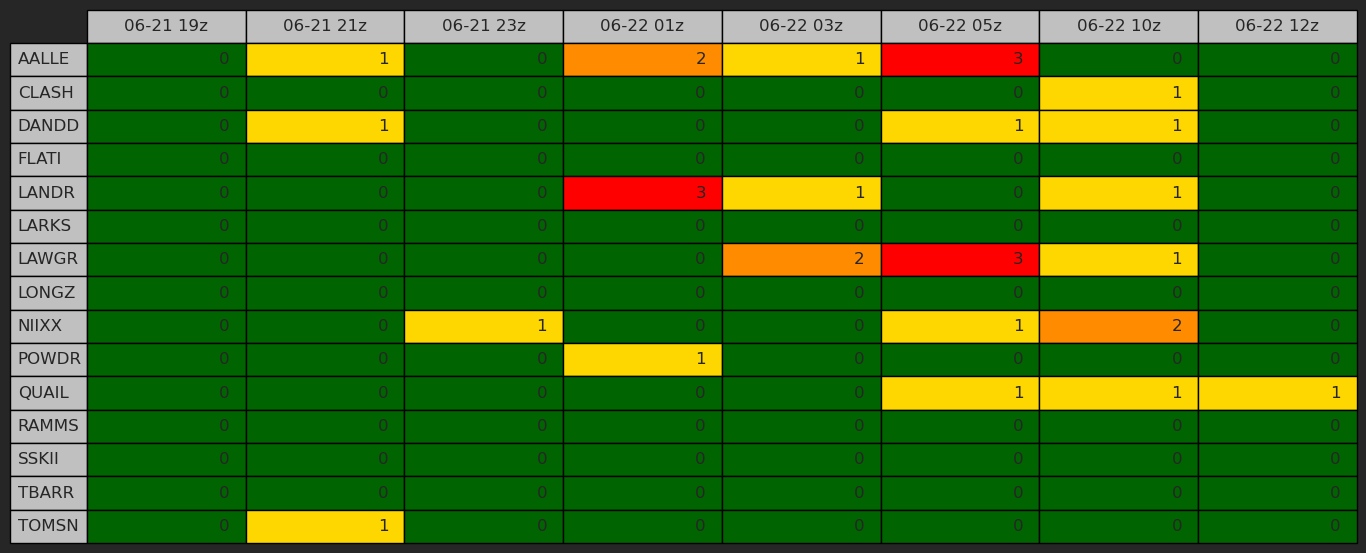 06-21 19z 06-21 21z 06-21 23z 06-22 01z 06-22 03z 06-22 05z 06-22 10z 06-22 12z
AALLE 0 1 0 2 1 3 0 0
CLASH 0 0 0 0 0 0 1 0
DANDD 0 1 0 0 0 1 1 0
FLATI 0 0 0 0 0 0 0 0
LANDR 0 0 0 3 1 0 1 0
LARKS 0 0 0 0 0 0 0 0
LAWGR 0 0 0 0 2 3 1 0
LONGZ 0 0 0 0 0 0 0 0
NIIXX 0 0 1 0 0 1 2 0
POWDR 0 0 0 1 0 0 0 0
QUAIL 0 0 0 0 0 1 1 1
RAMMS 0 0 0 0 0 0 0 0
SSKII 0 0 0 0 0 0 0 0
TBARR 0 0 0 0 0 0 0 0
TOMSN 0 1 0 0 0 0 0 0